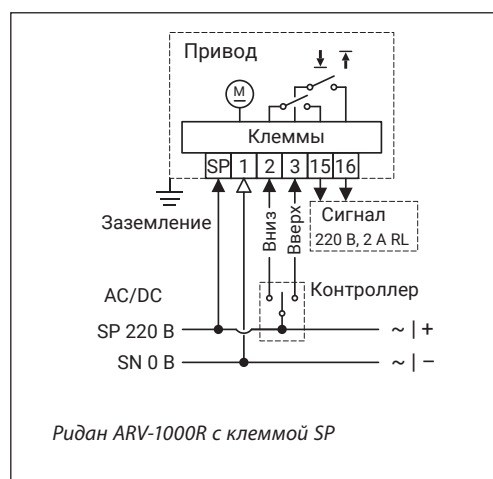 Привод
M
Клеммы
SP 1 2 3 15 16
Заземление
Вниз
Вверх
Сигнал
220 В, 2 А RL
AC/DC
Контроллер
SP 220 В ~ | +
SN 0 В ~ | −
Ридан ARV-1000R с клеммой SP